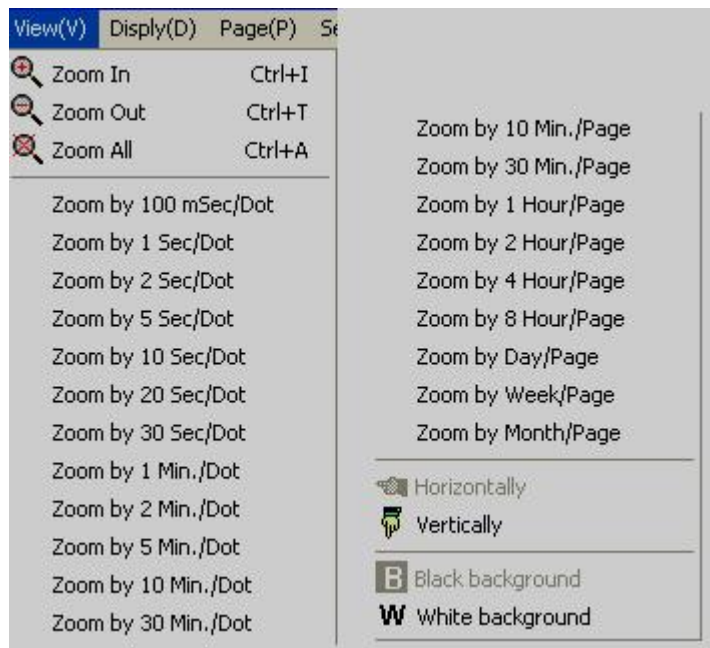 View(V) Disply(D) Page(P) Se
Zoom In Ctrl+I
Zoom Out Ctrl+T
Zoom All Ctrl+A
Zoom by 100 mSec/Dot
Zoom by 1 Sec/Dot
Zoom by 2 Sec/Dot
Zoom by 5 Sec/Dot
Zoom by 10 Sec/Dot
Zoom by 20 Sec/Dot
Zoom by 30 Sec/Dot
Zoom by 1 Min./Dot
Zoom by 2 Min./Dot
Zoom by 5 Min./Dot
Zoom by 10 Min./Dot
Zoom by 30 Min./Dot
Zoom by 10 Min./Page
Zoom by 30 Min./Page
Zoom by 1 Hour/Page
Zoom by 2 Hour/Page
Zoom by 4 Hour/Page
Zoom by 8 Hour/Page
Zoom by Day/Page
Zoom by Week/Page
Zoom by Month/Page
Horizontally
Vertically
B Black background
W White background